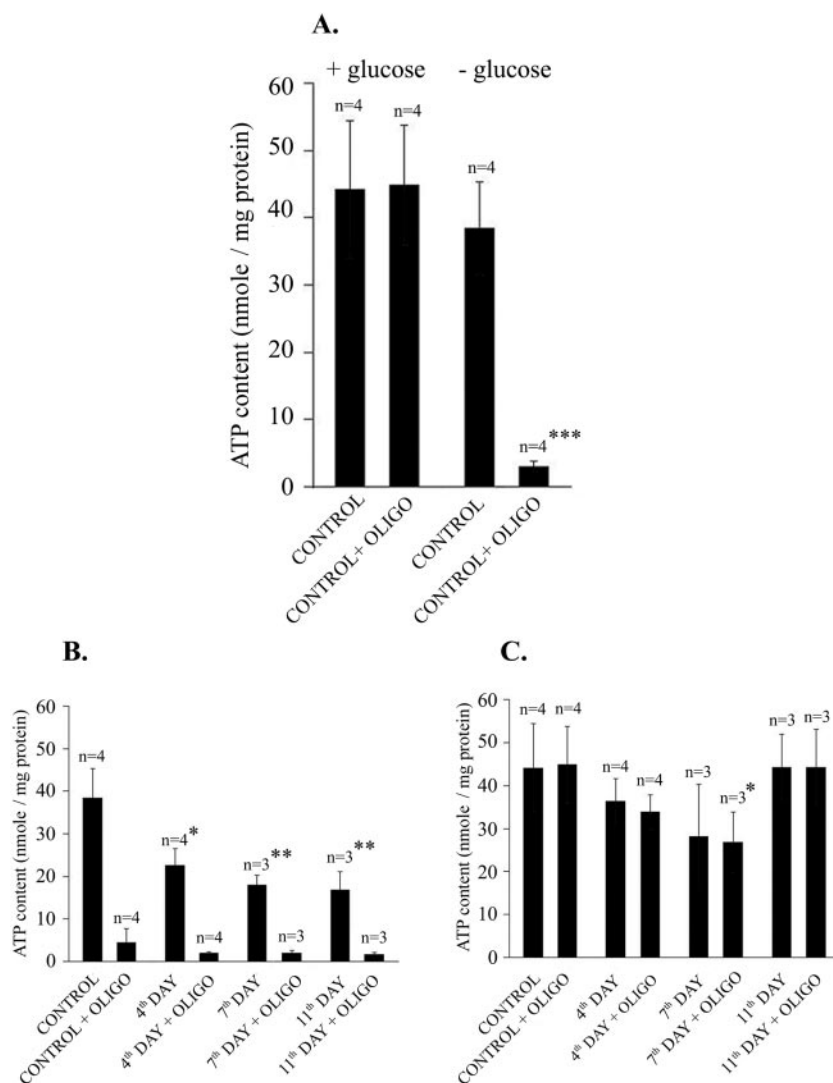 A.
+ glucose - glucose
ATP content (nmole / mg protein)
60
50
40
30
20
10
0
n=4
n=4
n=4
n=4***
CONTROL
CONTROL+ OLIGO
CONTROL
CONTROL+ OLIGO
B.
ATP content (nmole / mg protein)
60
50
40
30
20
10
0
n=4
n=4
n=4*
n=4
n=3**
n=3
n=3**
n=3
CONTROL
CONTROL + OLIGO
4th DAY
4th DAY + OLIGO
7th DAY
7th DAY + OLIGO
11th DAY
11th DAY + OLIGO
C.
ATP content (nmole / mg protein)
60
50
40
30
20
10
0
n=4
n=4
n=4
n=4
n=3
n=3*
n=3
n=3
CONTROL
CONTROL + OLIGO
4th DAY
4th DAY + OLIGO
7th DAY
7th DAY + OLIGO
11th DAY
11th DAY + OLIGO